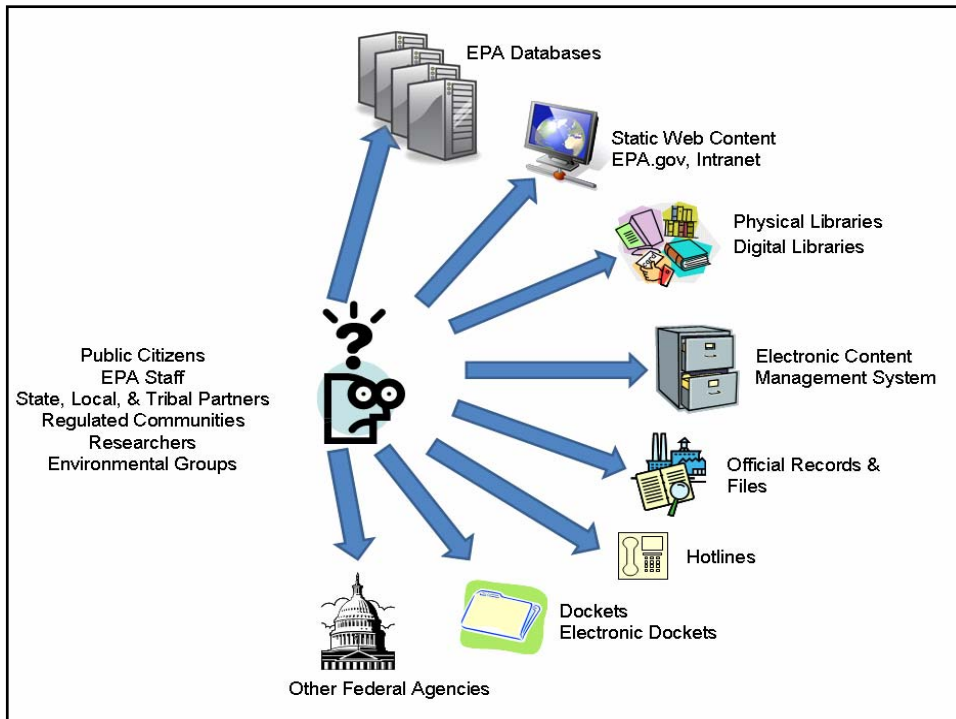 EPA Databases
Static Web Content
EPA.gov, Intranet
Physical Libraries
Digital Libraries
Public Citizens
EPA Staff
State, Local, & Tribal Partners
Regulated Communities
Researchers
Environmental Groups
?
Electronic Content
Management System
Official Records &
Files
Hotlines
Dockets
Electronic Dockets
Other Federal Agencies